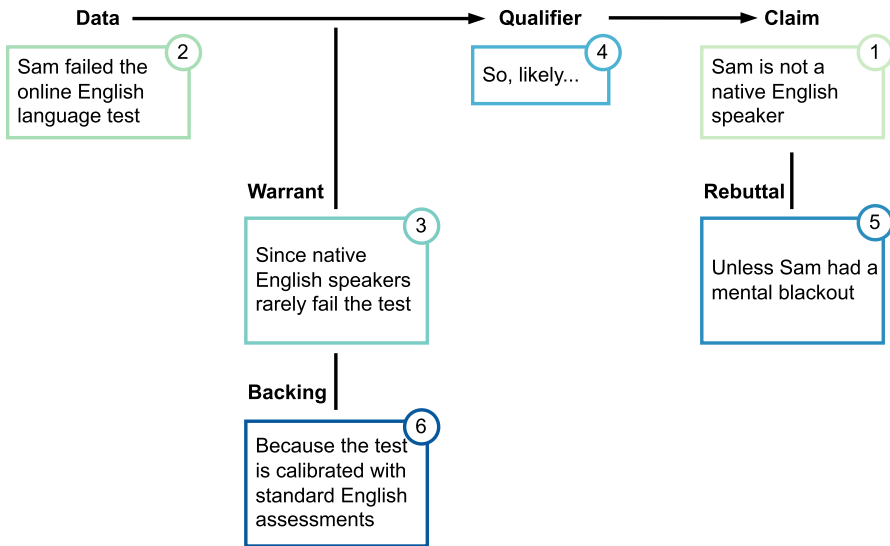 Data
Qualifier
Claim
2
Sam failed the
online English
language test
4
So, likely...
1
Sam is not a
native English
speaker
Warrant
3
Since native
English speakers
rarely fail the test
Rebuttal
5
Unless Sam had a
mental blackout
Backing
6
Because the test
is calibrated with
standard English
assessments